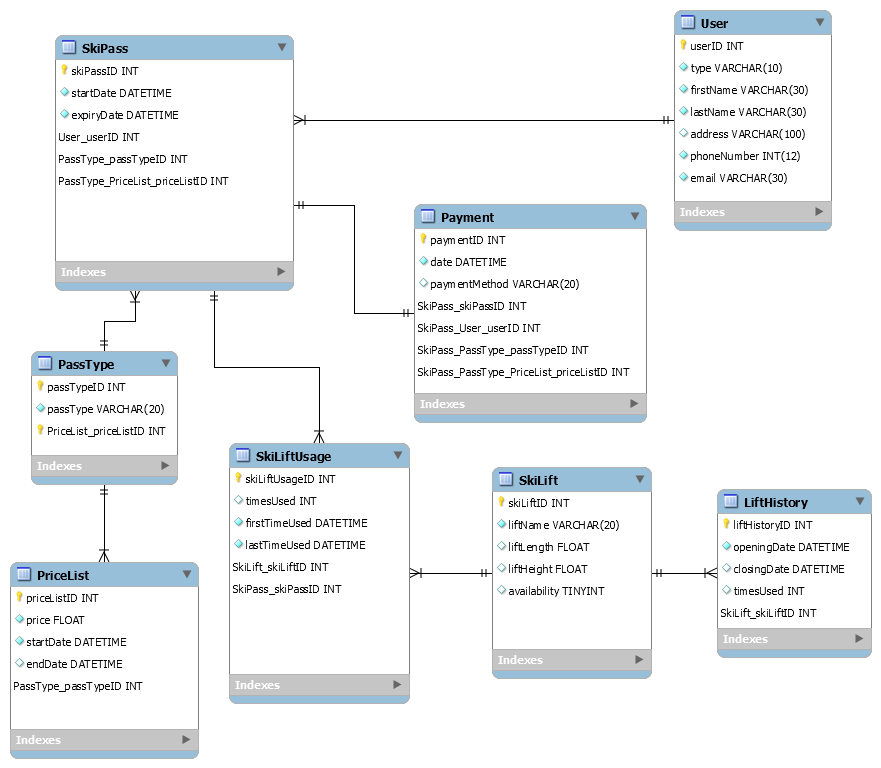 SkiPass
skiPassID INT
startDate DATETIME
expiryDate DATETIME
User_userID INT
PassType_passTypeID INT
PassType_PriceList_priceListID INT
Indexes
User
userID INT
type VARCHAR(10)
firstName VARCHAR(30)
lastName VARCHAR(30)
address VARCHAR(100)
phoneNumber INT(12)
email VARCHAR(30)
Indexes
Payment
paymentID INT
date DATETIME
paymentMethod VARCHAR(20)
SkiPass_skiPassID INT
SkiPass_User_userID INT
SkiPass_PassType_passTypeID INT
SkiPass_PassType_PriceList_priceListID INT
Indexes
PassType
passTypeID INT
passType VARCHAR(20)
PriceList_priceListID INT
Indexes
SkiLiftUsage
skiLiftUsageID INT
timesUsed INT
firstTimeUsed DATETIME
lastTimeUsed DATETIME
SkiLift_skiLiftID INT
SkiPass_skiPassID INT
Indexes
SkiLift
skiLiftID INT
liftName VARCHAR(20)
liftLength FLOAT
liftHeight FLOAT
availability TINYINT
Indexes
LiftHistory
liftHistoryID INT
openingDate DATETIME
closingDate DATETIME
timesUsed INT
SkiLift_skiLiftID INT
Indexes
PriceList
priceListID INT
price FLOAT
startDate DATETIME
endDate DATETIME
PassType_passTypeID INT
Indexes